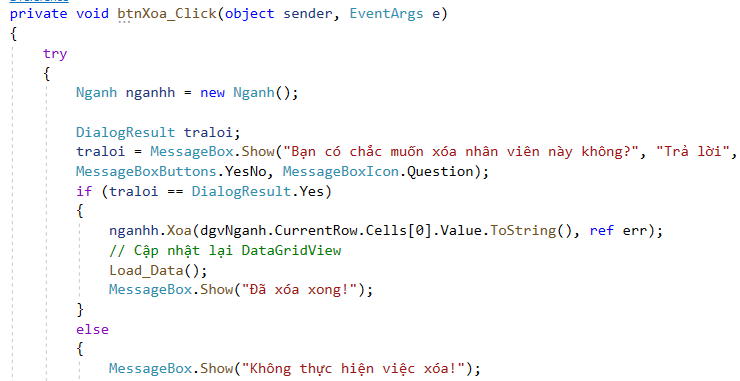 private void btnXoa_Click(object sender, EventArgs e)
{
try
{
Nganh nganhh = new Nganh();
DialogResult traloi;
traloi = MessageBox.Show("Bạn có chắc muốn xóa nhân viên này không?", "Trả lời",
MessageBoxButtons.YesNo, MessageBoxIcon.Question);
if (traloi == DialogResult.Yes)
{
nganhh.Xoa(dgvNganh.CurrentRow.Cells[0].Value.ToString(), ref err);
// Cập nhật lại DataGridView
Load_Data();
MessageBox.Show("Đã xóa xong!");
}
else
{
MessageBox.Show("Không thực hiện việc xóa!");